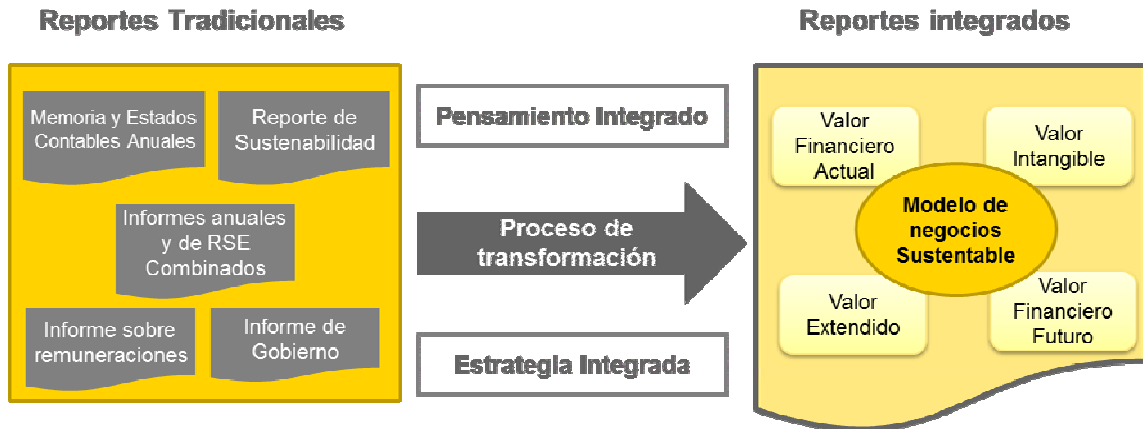 Reportes Tradicionales
Memoria y Estados
Contables Anuales
Reporte de
Sustenabilidad
Informes anuales
y de RSE
Combinados
Informe sobre
remuneraciones
Informe de
Gobierno
Pensamiento Integrado
Proceso de
transformación
Estrategia Integrada
Reportes integrados
Valor
Financiero
Actual
Valor
Intangible
Modelo de
negocios
Sustentable
Valor
Extendido
Valor
Financiero
Futuro